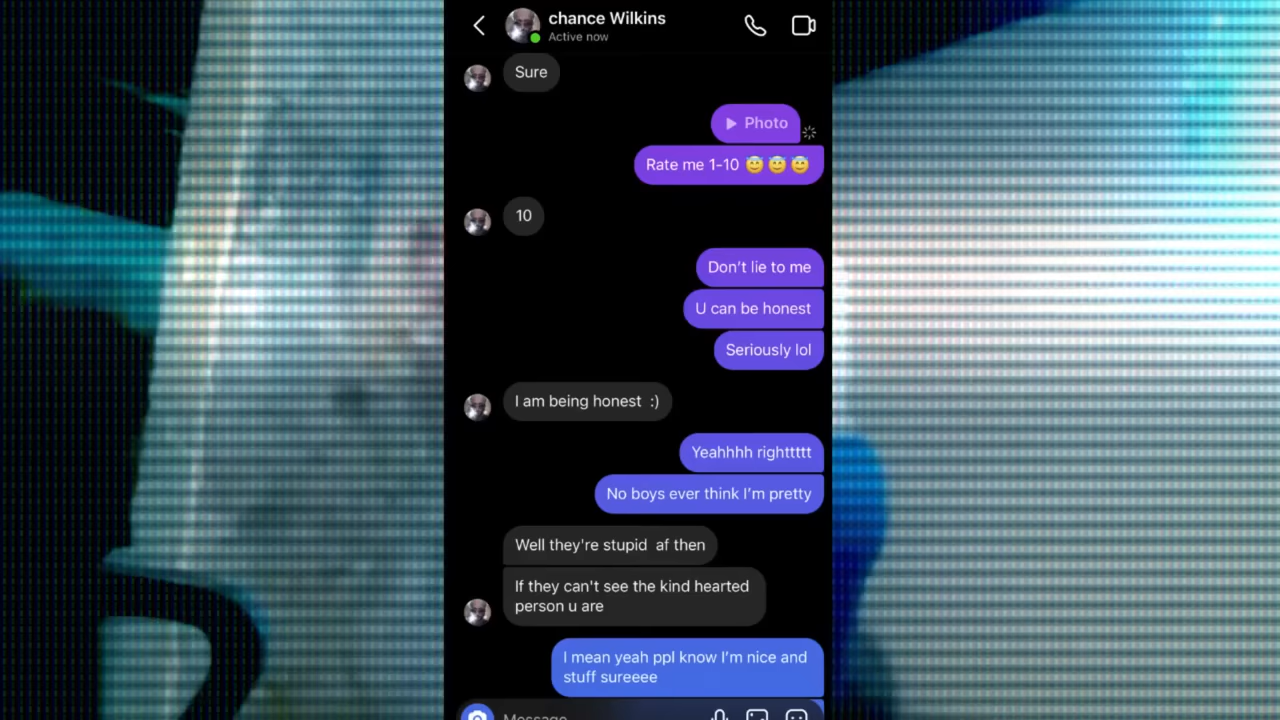 chance Wilkins
Active now
Sure
Photo
Rate me 1-10 😇 😇 😇
10
Don't lie to me
U can be honest
Seriously lol
I am being honest :)
Yeahhhh righttttt
No boys ever think I'm pretty
Well they're stupid af then
If they can't see the kind hearted
person u are
I mean yeah ppl know I'm nice and
stuff sureeee
Message...